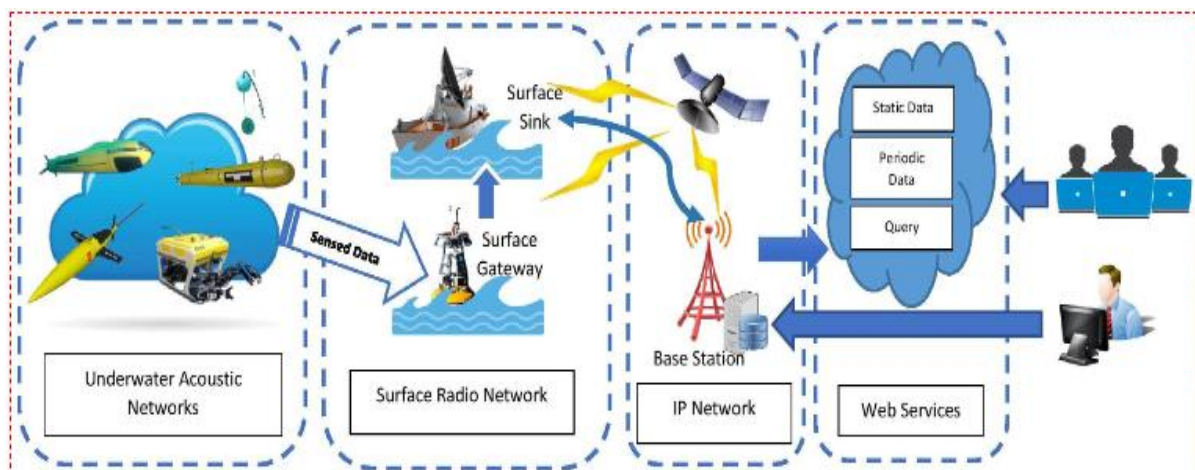 Sensed Data
Surface
Sink
Surface
Gateway
Base Station
Static Data
Periodic
Data
Query
Underwater Acoustic
Networks
Surface Radio Network
IP Network
Web Services